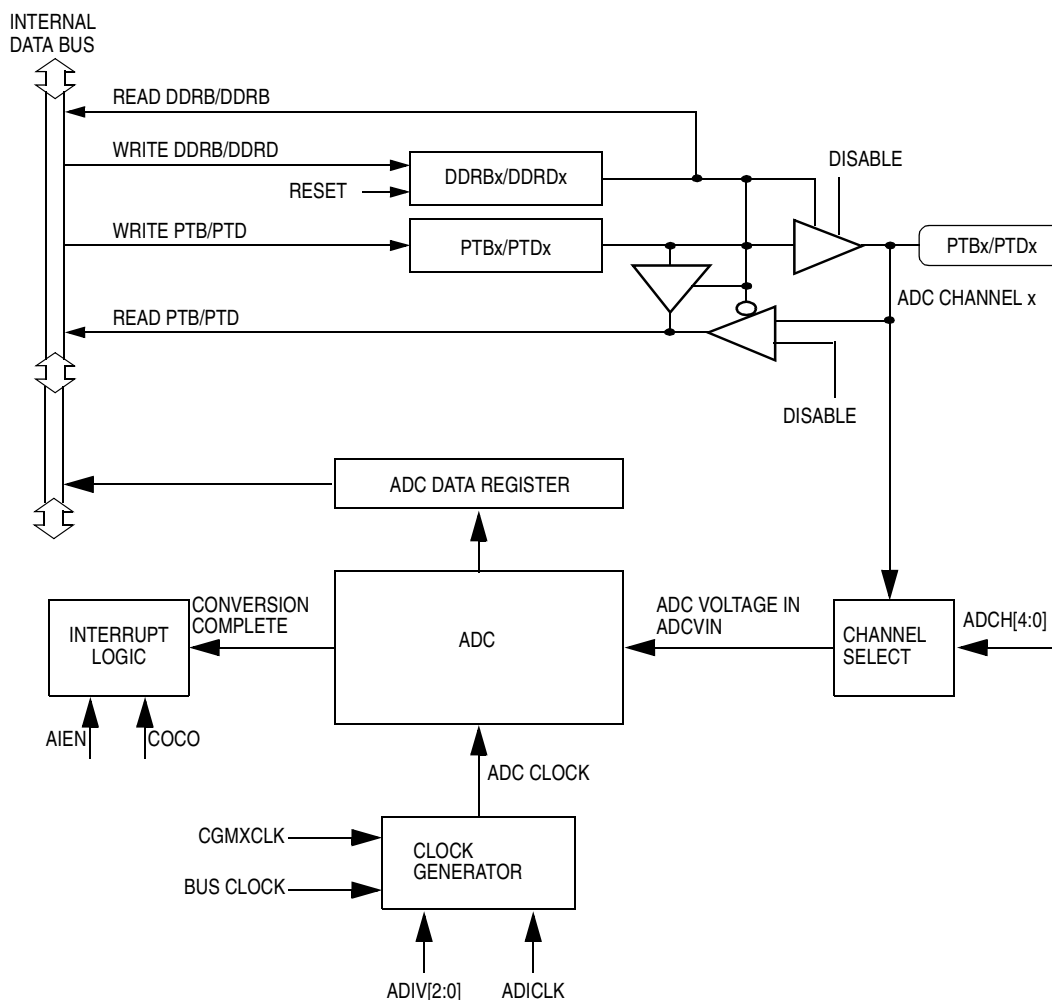 INTERNAL
DATA BUS
READ DDRB/DDRB
WRITE DDRB/DDRD
DISABLE
RESET
DDRBx/DDRDx
WRITE PTB/PTD
PTBx/PTDx
PTBx/PTDx
ADC CHANNEL x
READ PTB/PTD
DISABLE
ADC DATA REGISTER
INTERRUPT
LOGIC
CONVERSION
COMPLETE
ADC
ADC VOLTAGE IN
ADCVIN
CHANNEL
SELECT
ADCH[4:0]
AIEN
COCO
ADC CLOCK
CGMXCLK
BUS CLOCK
CLOCK
GENERATOR
ADIV[2:0]
ADICLK